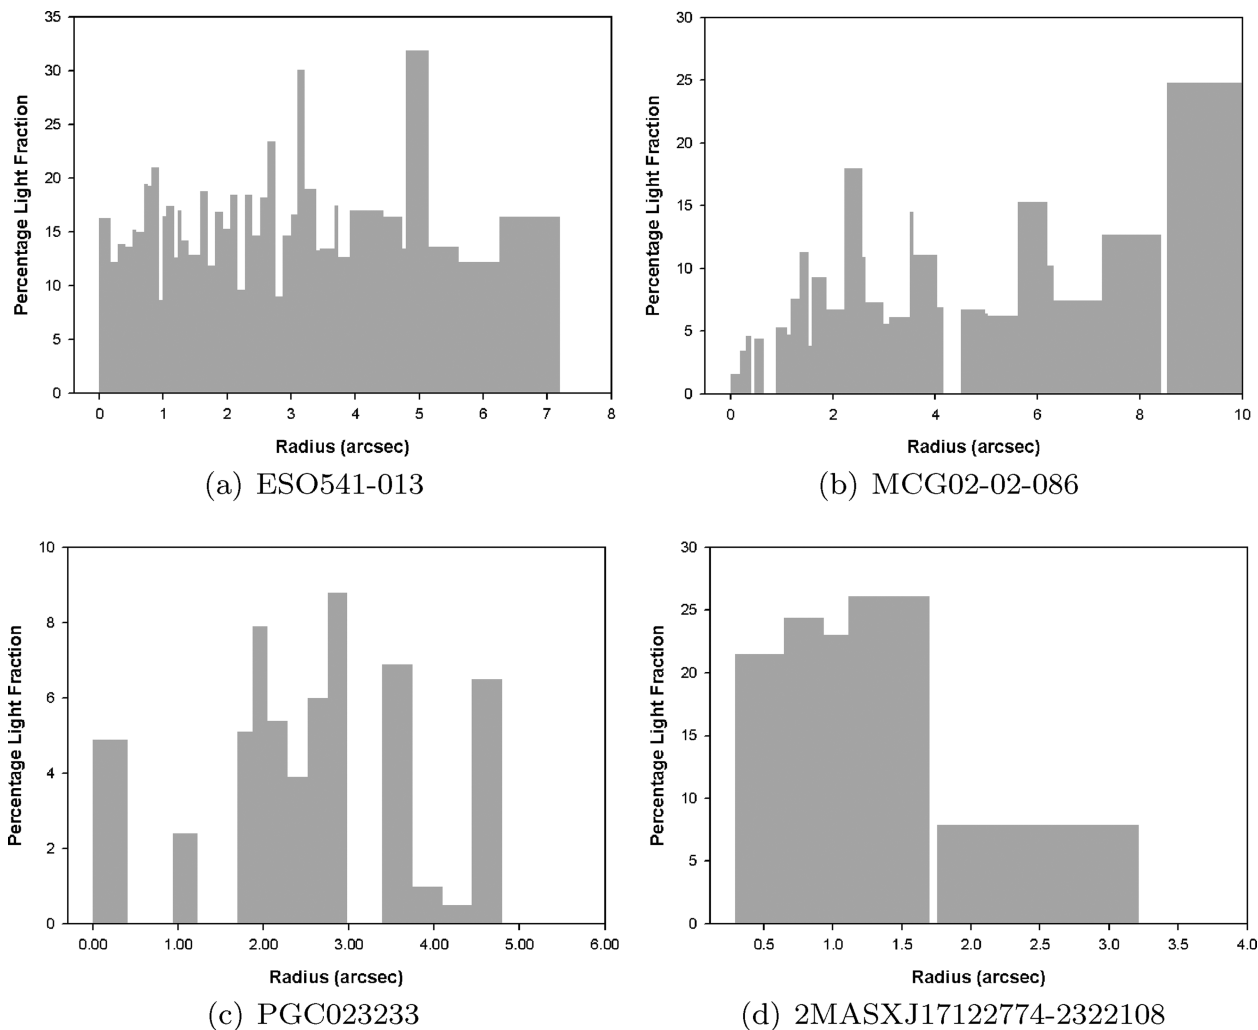 35
30
25
20
15
10
5
0
Percentage Light Fraction
0 1 2 3 4 5 6 7 8
Radius (arcsec)
(a) ESO541-013
30
25
20
15
10
5
0
Percentage Light Fraction
0 2 4 6 8 10
Radius (arcsec)
(b) MCG02-02-086
10
8
6
4
2
0
Percentage Light Fraction
0.00 1.00 2.00 3.00 4.00 5.00 6.00
Radius (arcsec)
(c) PGC023233
30
25
20
15
10
5
0
Percentage Light Fraction
0.5 1.0 1.5 2.0 2.5 3.0 3.5 4.0
Radius (arcsec)
(d) 2MASXJ17122774-2322108